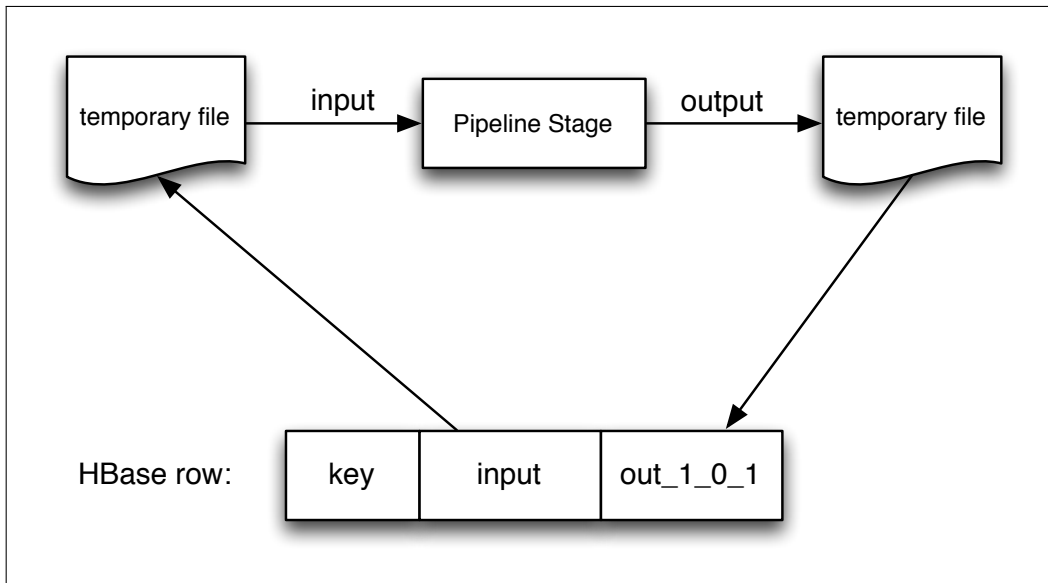 temporary file
input
Pipeline Stage
output
temporary file
HBase row:
key
input
out_1_0_1